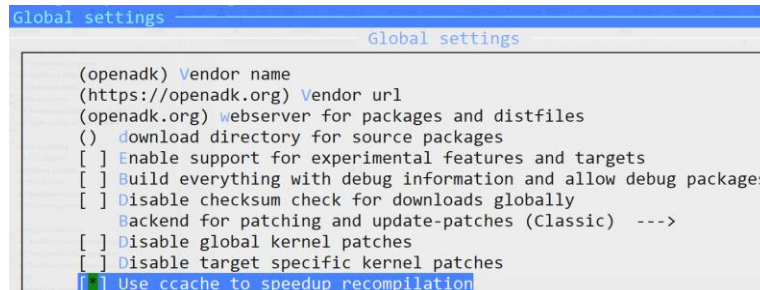 Global settings
Global settings
(openadk) Vendor name
(https://openadk.org) Vendor url
(openadk.org) webserver for packages and distfiles
() download directory for source packages
[ ] Enable support for experimental features and targets
[ ] Build everything with debug information and allow debug packages
[ ] Disable checksum check for downloads globally
Backend for patching and update-patches (Classic) --->
[ ] Disable global kernel patches
[ ] Disable target specific kernel patches
[*] Use ccache to speedup recompilation